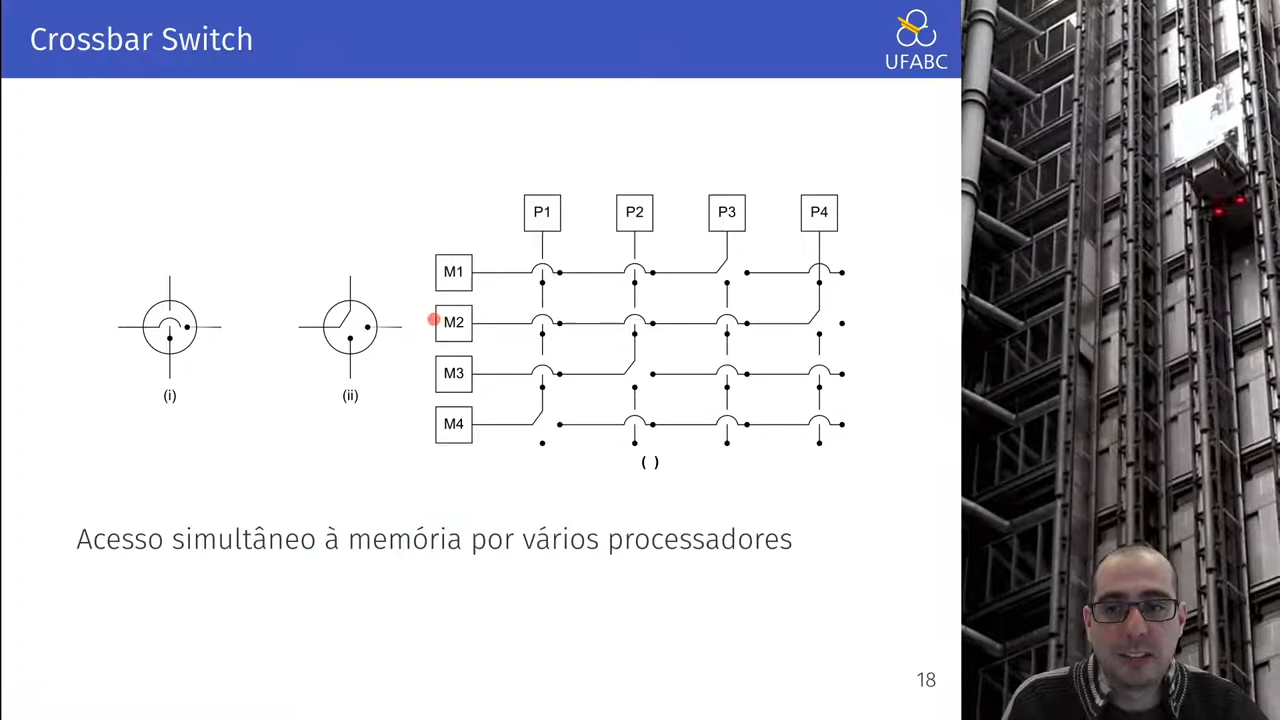 Crossbar Switch
UFABC
P1 P2 P3 P4
M1
M2
M3
M4
(i) (ii)
( )
Acesso simultâneo à memória por vários processadores
18